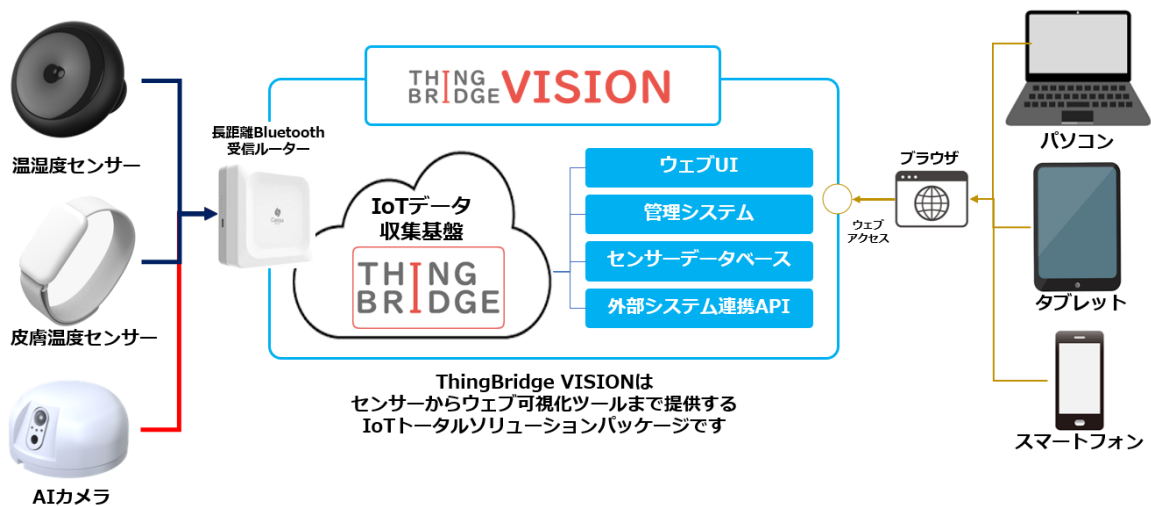 THING
BRIDGE VISION
長距離Bluetooth
受信ルーター
温湿度センサー
皮膚温度センサー
AIカメラ
IoTデータ
収集基盤
THING
BRIDGE
ウェブUI
管理システム
センサーデータベース
外部システム連携API
ウェブ
アクセス
ブラウザ
パソコン
タブレット
スマートフォン
ThingBridge VISIONは
センサーからウェブ可視化ツールまで提供する
IoTトータルソリューションパッケージです